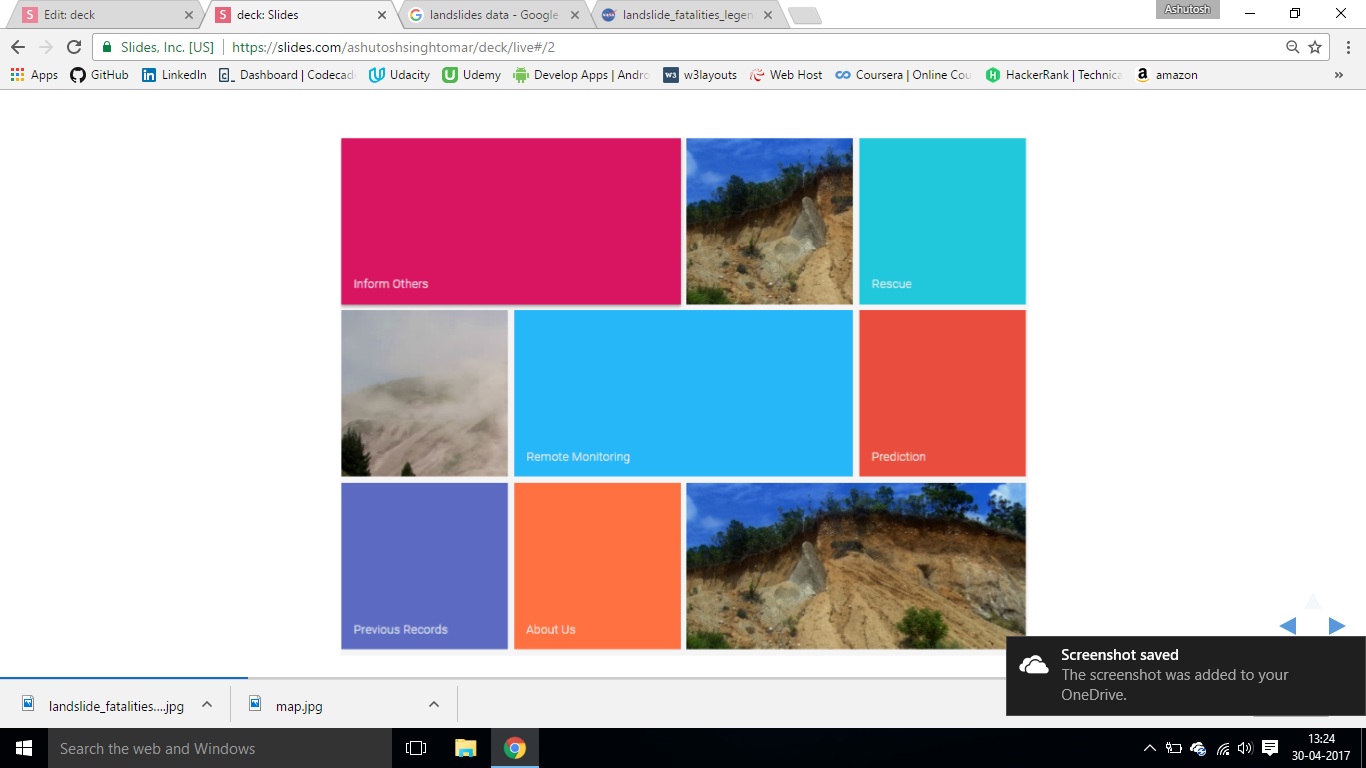 Ashutosh
S Edit: deck
S deck: Slides
landslides data - Google
landslide_fatalities_legen
Slides, Inc. [US] https://slides.com/ashutoshsinghtomar/deck/live#/2
Apps GitHub LinkedIn Dashboard | Codecad Udacity Udemy Develop Apps | Andro w3layouts Web Host Coursera | Online Cou HackerRank | Technica amazon »
Inform Others
Rescue
Remote Monitoring
Prediction
Previous Records
About Us
Screenshot saved
The screenshot was added to your
OneDrive.
landslide_fatalities....jpg
map.jpg
Search the web and Windows
13:24
30-04-2017